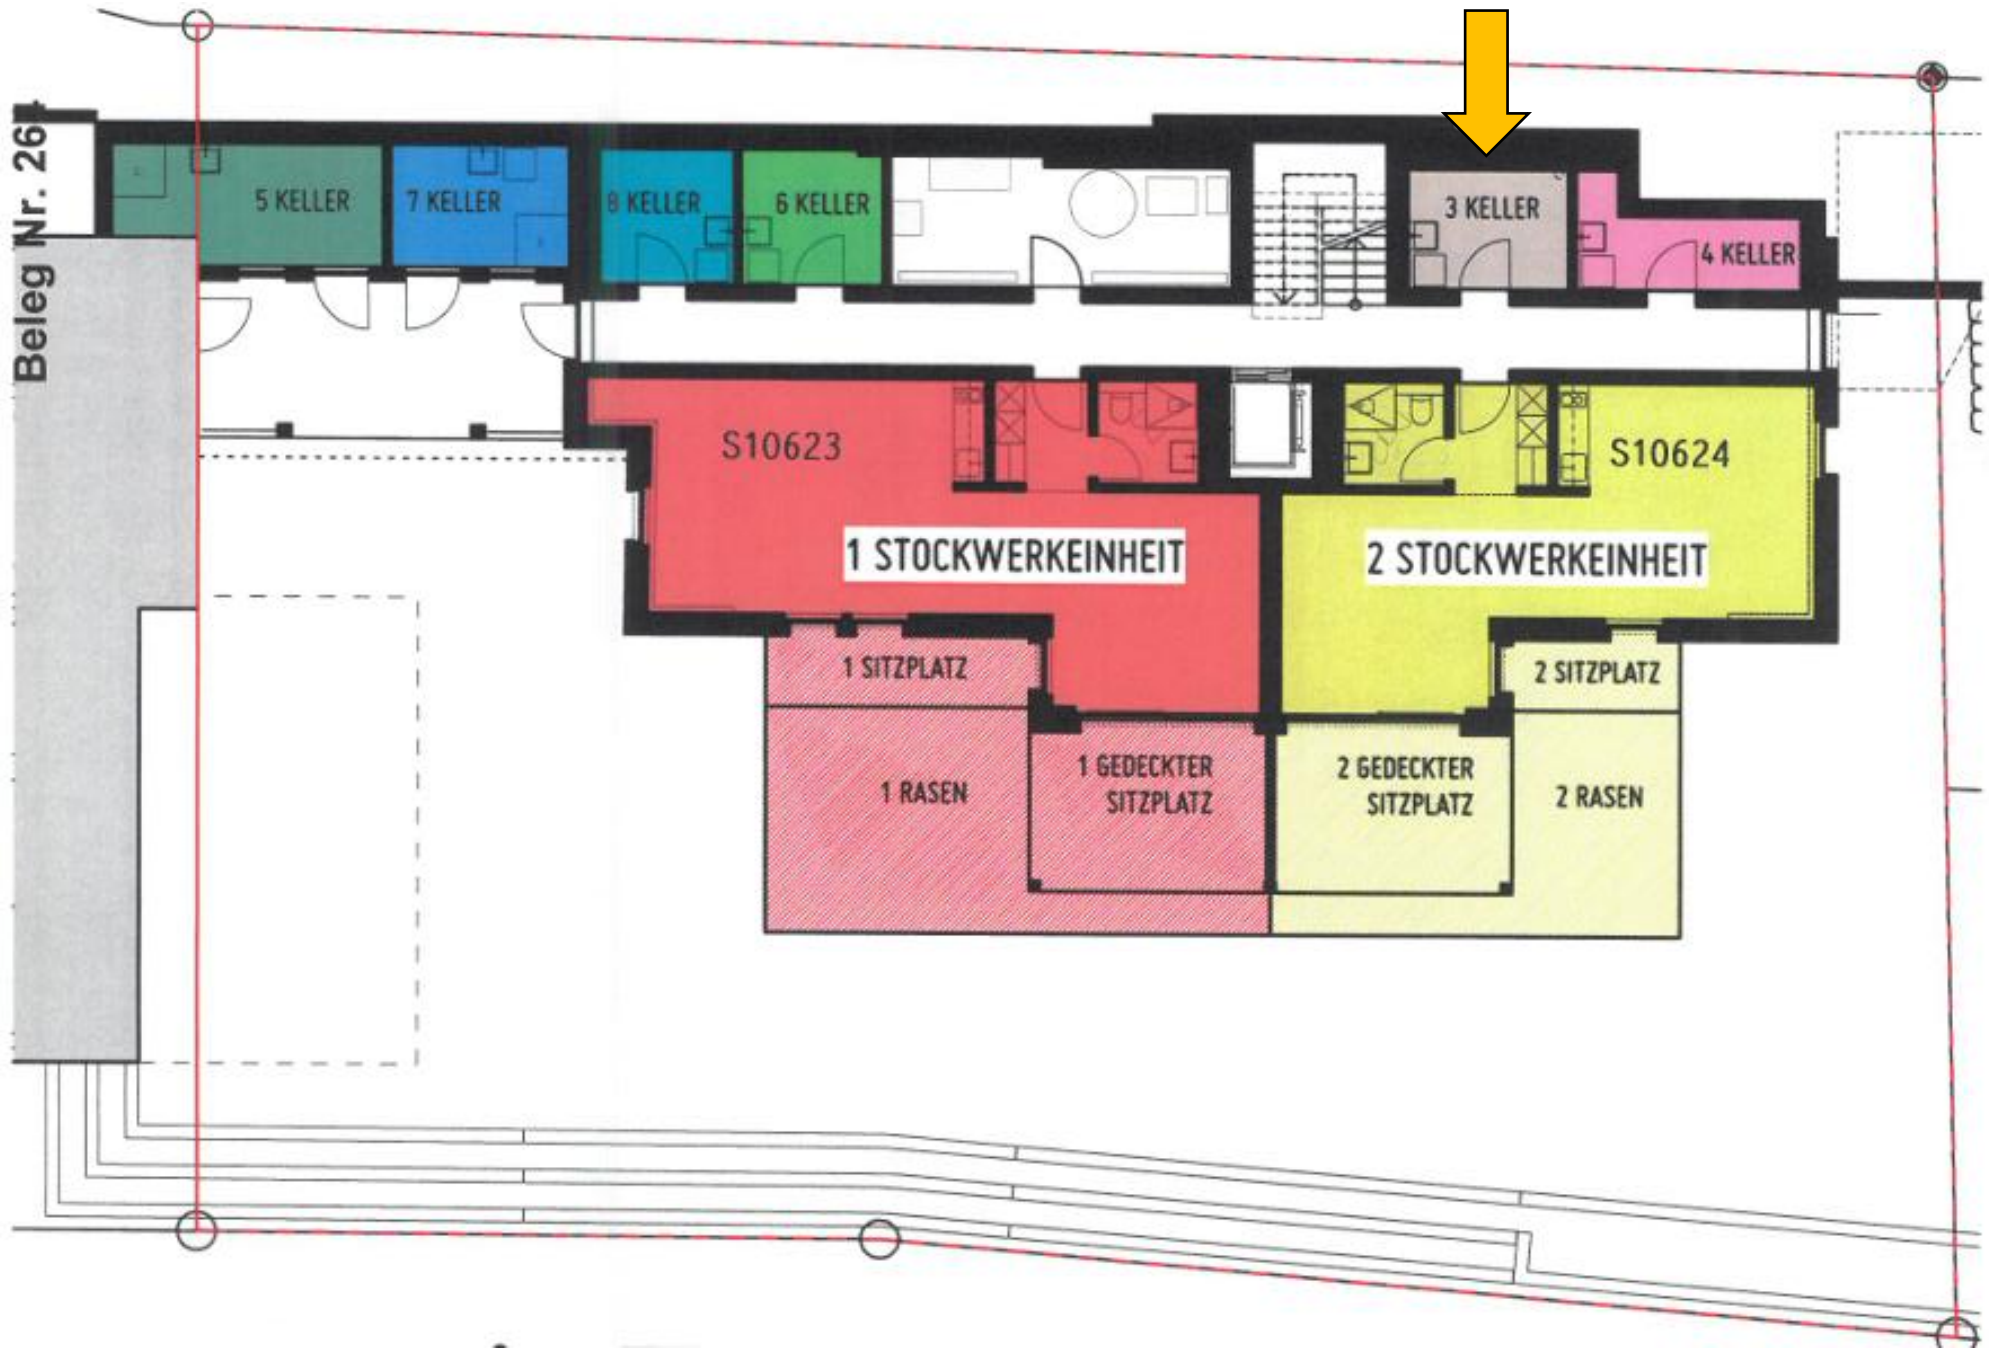 Beleg Nr. 26
5 KELLER
7 KELLER
8 KELLER
6 KELLER
3 KELLER
4 KELLER
S10623
S10624
1 STOCKWERKEINHEIT
2 STOCKWERKEINHEIT
1 SITZPLATZ
2 SITZPLATZ
1 RASEN
1 GEDECKTER
SITZPLATZ
2 GEDECKTER
SITZPLATZ
2 RASEN